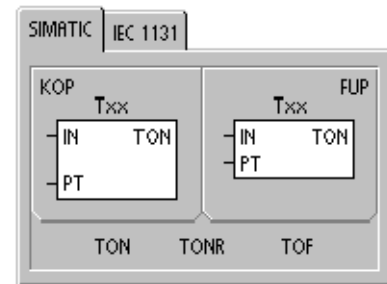 SIMATIC IEC 1131
KOP FUP
Txx Txx
IN TON IN TON
PT PT
TON TONR TOF